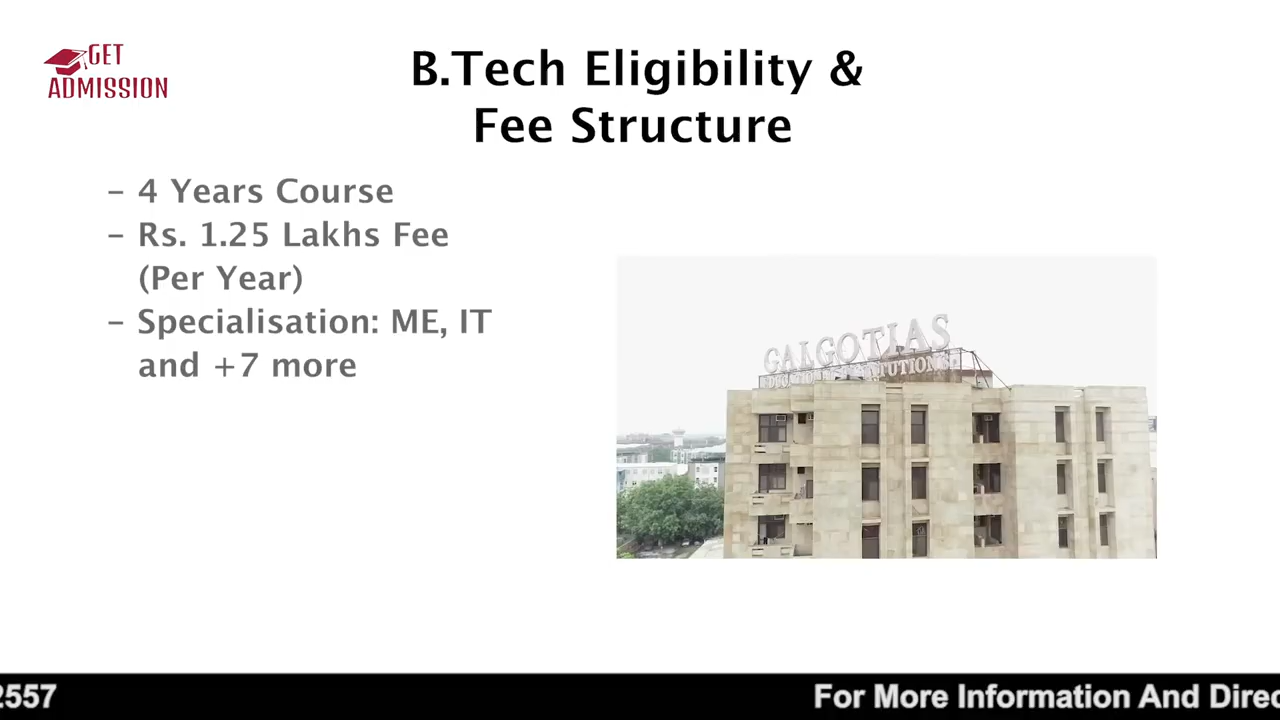 GET
ADMISSION
B.Tech Eligibility &
Fee Structure
– 4 Years Course
– Rs. 1.25 Lakhs Fee
(Per Year)
– Specialisation: ME, IT
and +7 more
GALGOTIAS
2557
For More Information And Direc